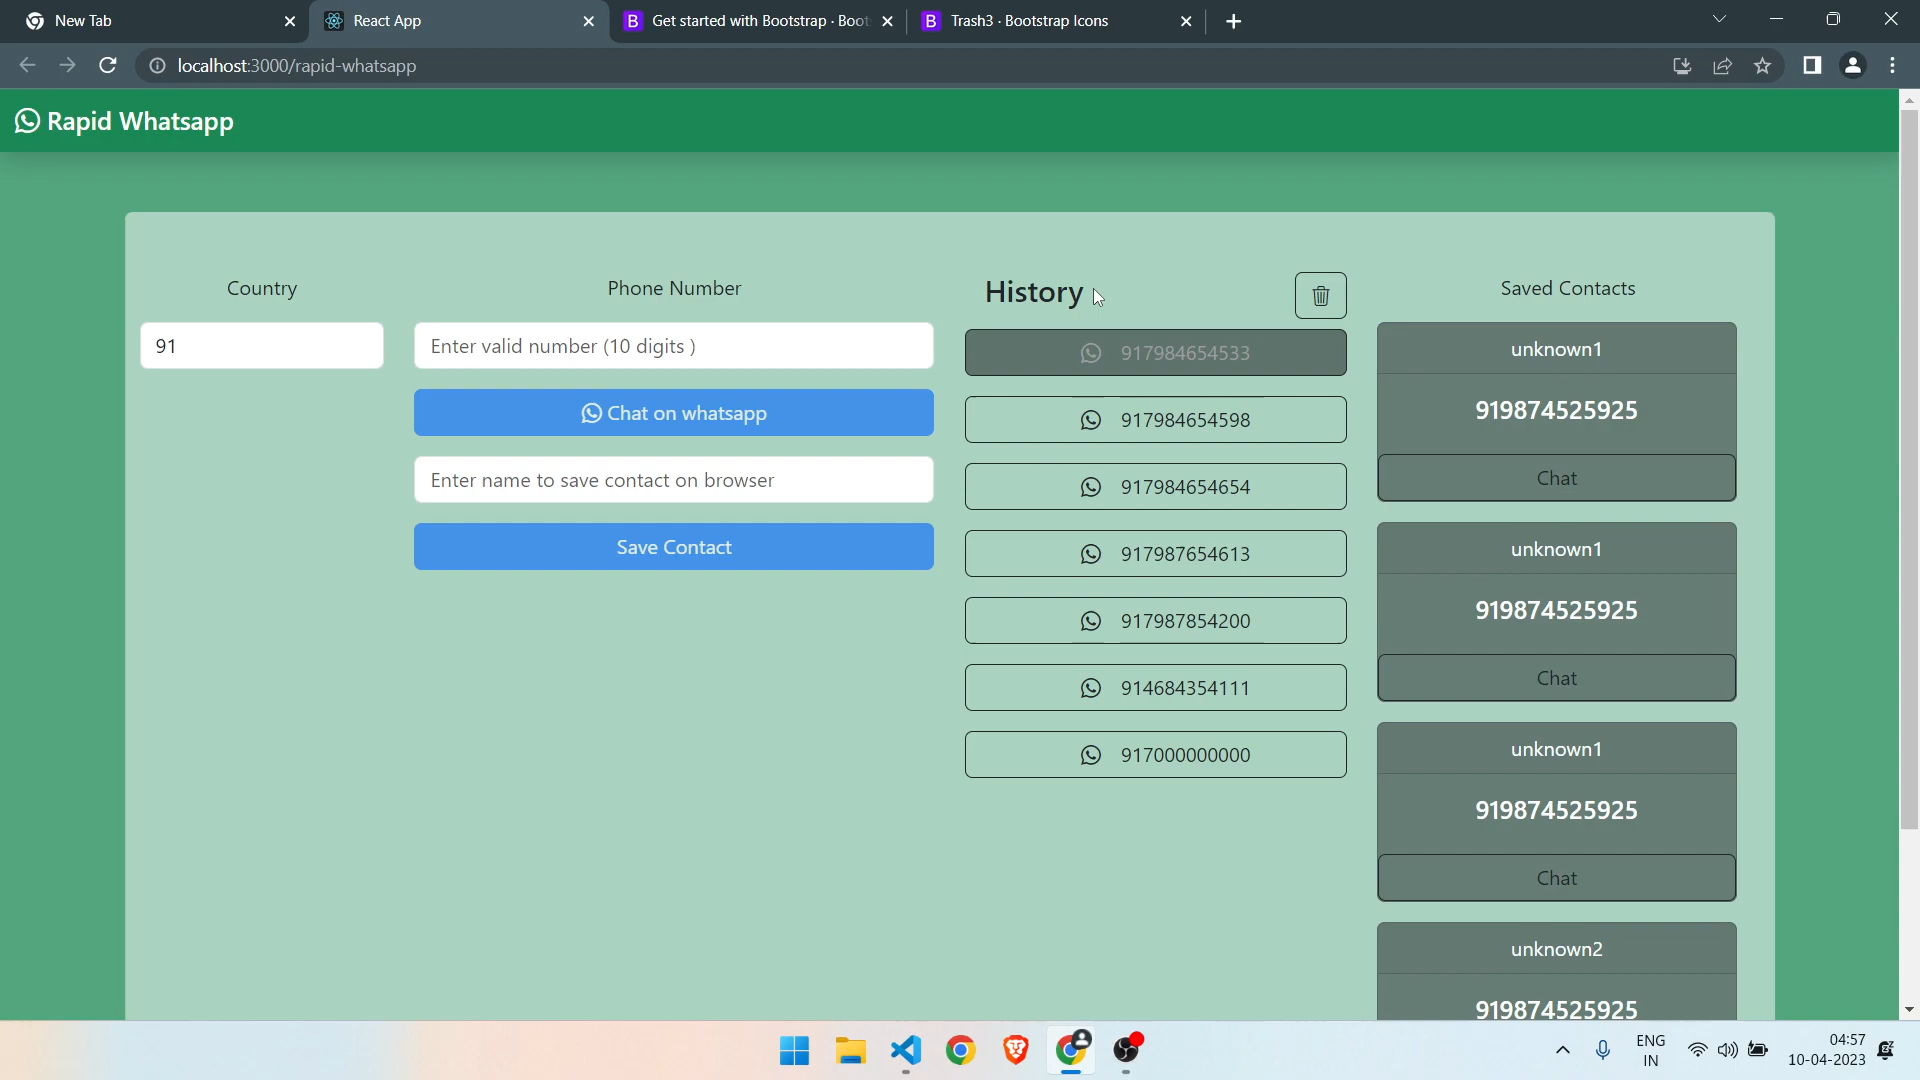 New Tab
React App
Get started with Bootstrap · Boot
Trash3 · Bootstrap Icons
localhost:3000/rapid-whatsapp
Rapid Whatsapp
Country
91
Phone Number
Enter valid number (10 digits )
Chat on whatsapp
Enter name to save contact on browser
Save Contact
History
917984654533
917984654598
917984654654
917987654613
917987854200
914684354111
917000000000
Saved Contacts
unknown1
919874525925
Chat
unknown1
919874525925
Chat
unknown1
919874525925
Chat
unknown2
919874525925
ENG
IN
04:57
10-04-2023